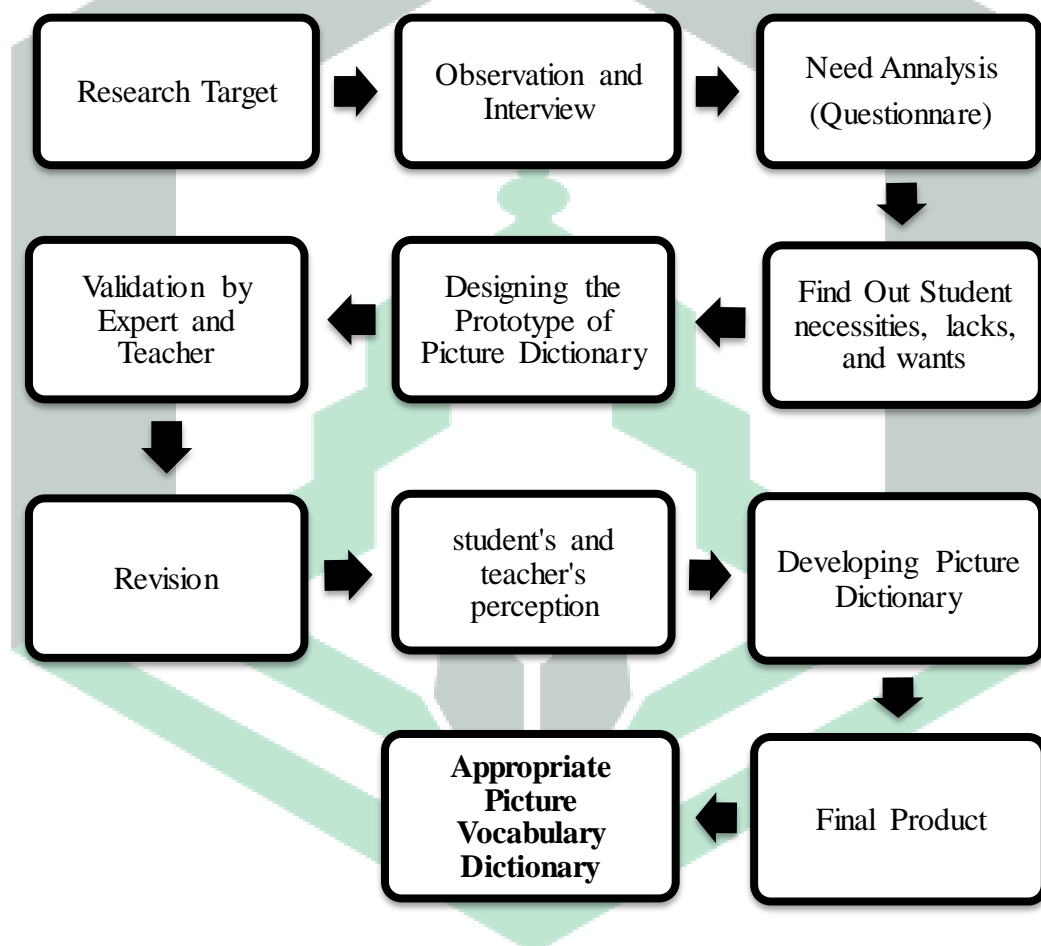 Research Target
Observation and
Interview
Need Annalysis
(Questionnare)
Find Out Student
necessities, lacks,
and wants
Designing the
Prototype of
Picture Dictionary
Validation by
Expert and
Teacher
Revision
student's and
teacher's
perception
Developing Picture
Dictionary
Final Product
Appropriate
Picture
Vocabulary
Dictionary